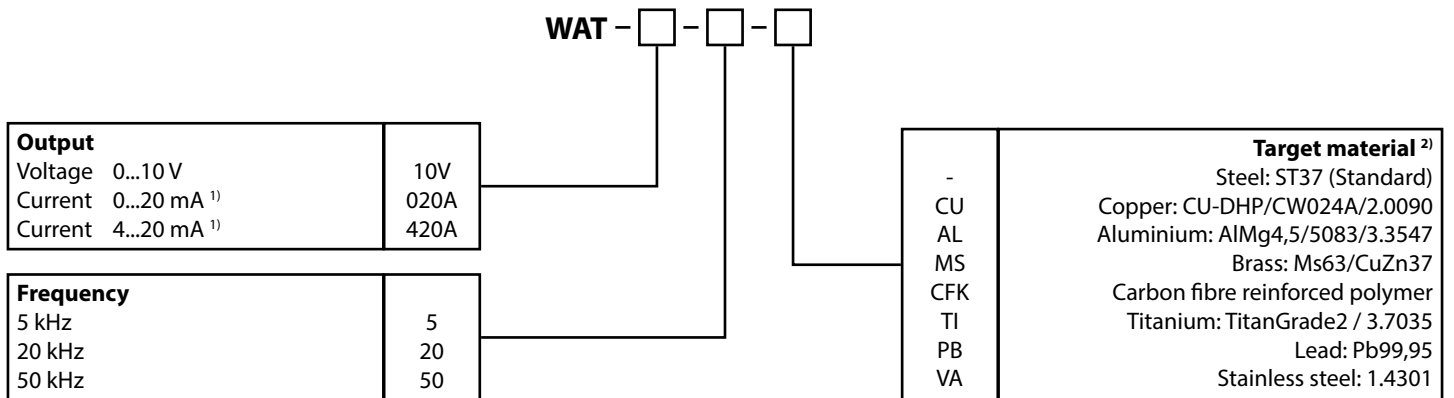 WAT – □ – □ – □
Output
Voltage 0...10 V 10V
Current 0...20 mA ¹⁾ 020A
Current 4...20 mA ¹⁾ 420A
Frequency
5 kHz 5
20 kHz 20
50 kHz 50
Target material ²⁾
- Steel: ST37 (Standard)
CU Copper: CU-DHP/CW024A/2.0090
AL Aluminium: AlMg4,5/5083/3.3547
MS Brass: Ms63/CuZn37
CFK Carbon fibre reinforced polymer
TI Titanium: TitanGrade2 / 3.7035
PB Lead: Pb99,95
VA Stainless steel: 1.4301